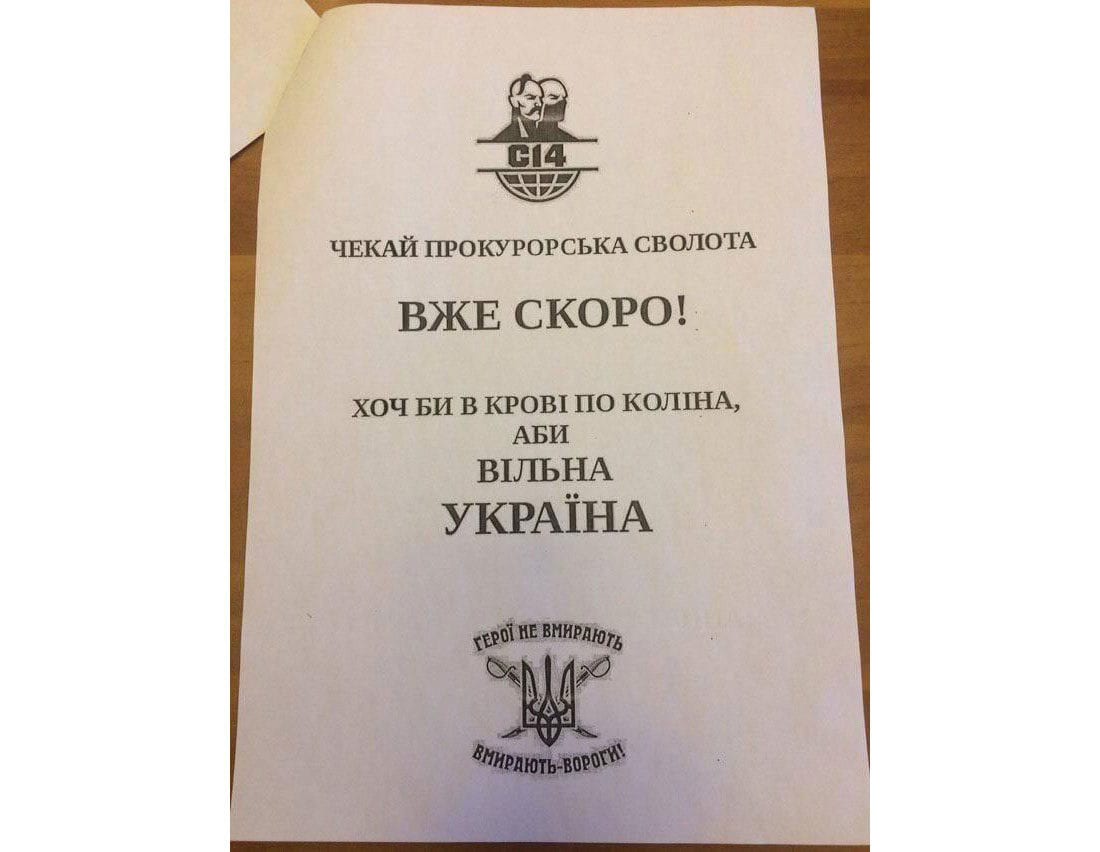 С14
ЧЕКАЙ ПРОКУРОРСЬКА СВОЛОТА
ВЖЕ СКОРО!
ХОЧ БИ В КРОВІ ПО КОЛІНА,
АБИ
ВІЛЬНА
УКРАЇНА
ГЕРОЇ НЕ ВМИРАЮТЬ
ВМИРАЮТЬ-ВОРОГИ!